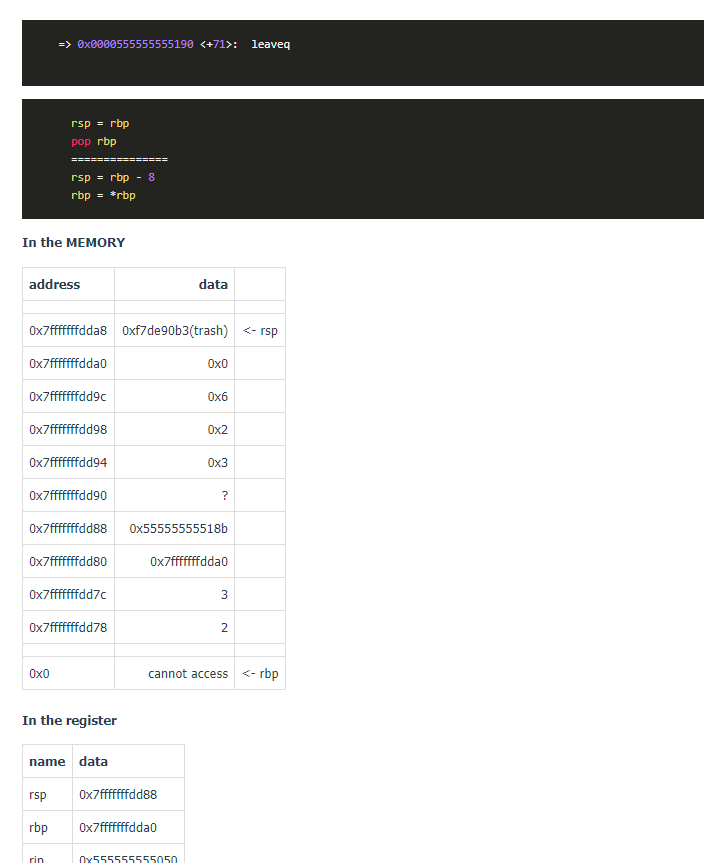 => 0x0000555555555190 <+71>: leaveq
rsp = rbp
pop rbp
===============
rsp = rbp - 8
rbp = *rbp
In the MEMORY
address data
0x7fffffffdda8 0xf7de90b3(trash) <- rsp
0x7fffffffdda0 0x0
0x7fffffffdd9c 0x6
0x7fffffffdd98 0x2
0x7fffffffdd94 0x3
0x7fffffffdd90 ?
0x7fffffffdd88 0x55555555518b
0x7fffffffdd80 0x7fffffffdda0
0x7fffffffdd7c 3
0x7fffffffdd78 2
0x0 cannot access <- rbp
In the register
name data
rsp 0x7fffffffdd88
rbp 0x7fffffffdda0
rip 0x555555555050